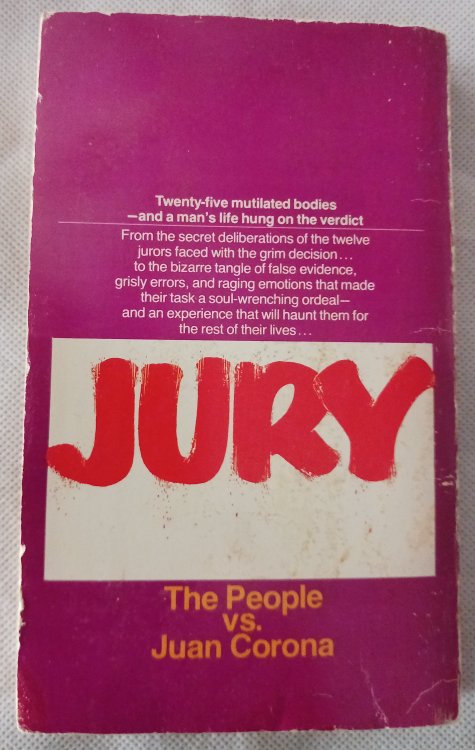 Twenty-five mutilated bodies
—and a man's life hung on the verdict
From the secret deliberations of the twelve
jurors faced with the grim decision...
to the bizarre tangle of false evidence,
grisly errors, and raging emotions that made
their task a soul-wrenching ordeal—
and an experience that will haunt them for
the rest of their lives...
JURY
The People
vs.
Juan Corona